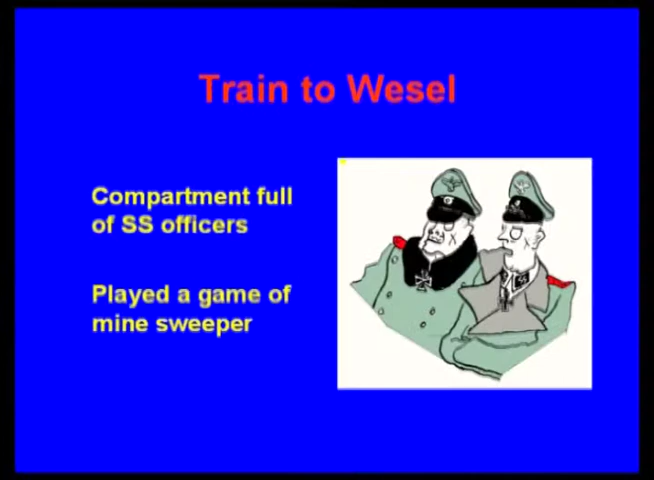 Train to Wesel
Compartment full
of SS officers
Played a game of
mine sweeper